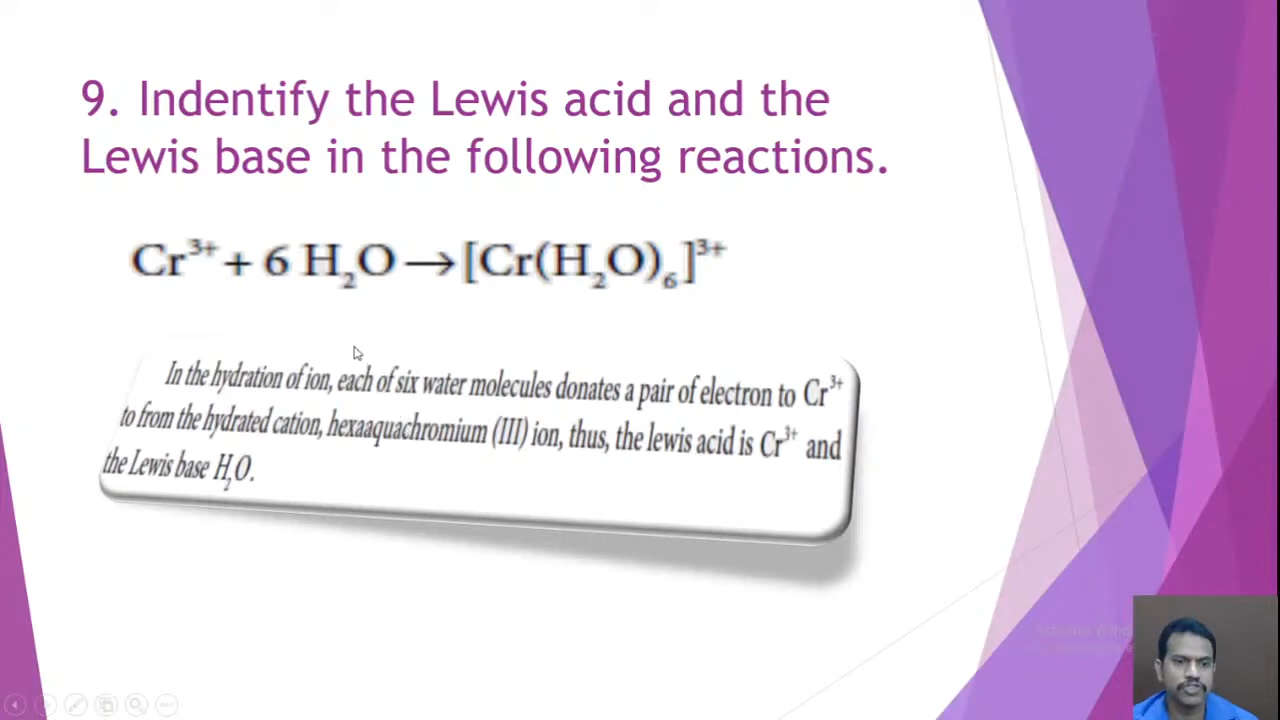 9. Indentify the Lewis acid and the
Lewis base in the following reactions.
Cr³⁺ + 6 H₂O → [Cr(H₂O)₆]³⁺
In the hydration of ion, each of six water molecules donates a pair of electron to Cr³⁺
to from the hydrated cation, hexaaquachromium (III) ion, thus, the lewis acid is Cr³⁺ and
the Lewis base H₂O.